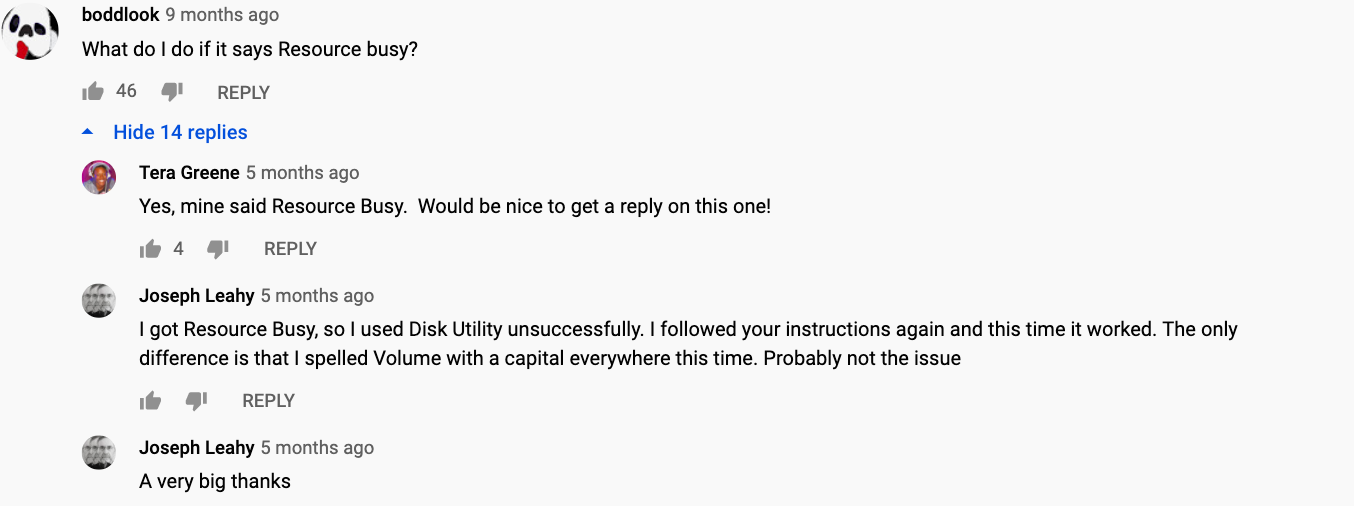 boddlook 9 months ago
What do I do if it says Resource busy?
46 REPLY
Hide 14 replies
Tera Greene 5 months ago
Yes, mine said Resource Busy.  Would be nice to get a reply on this one!
4 REPLY
Joseph Leahy 5 months ago
I got Resource Busy, so I used Disk Utility unsuccessfully. I followed your instructions again and this time it worked. The only
difference is that I spelled Volume with a capital everywhere this time. Probably not the issue
REPLY
Joseph Leahy 5 months ago
A very big thanks